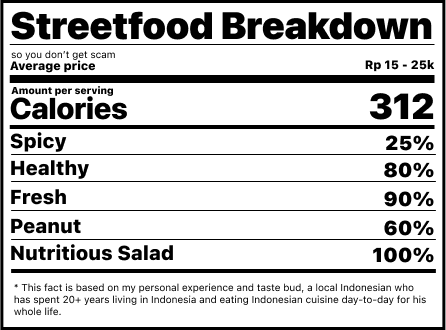 Streetfood Breakdown
so you don't get scam
Average price Rp 15 - 25k
Amount per serving
Calories 312
Spicy 25%
Healthy 80%
Fresh 90%
Peanut 60%
Nutritious Salad 100%
* This fact is based on my personal experience and taste bud, a local Indonesian who
has spent 20+ years living in Indonesia and eating Indonesian cuisine day-to-day for his
whole life.